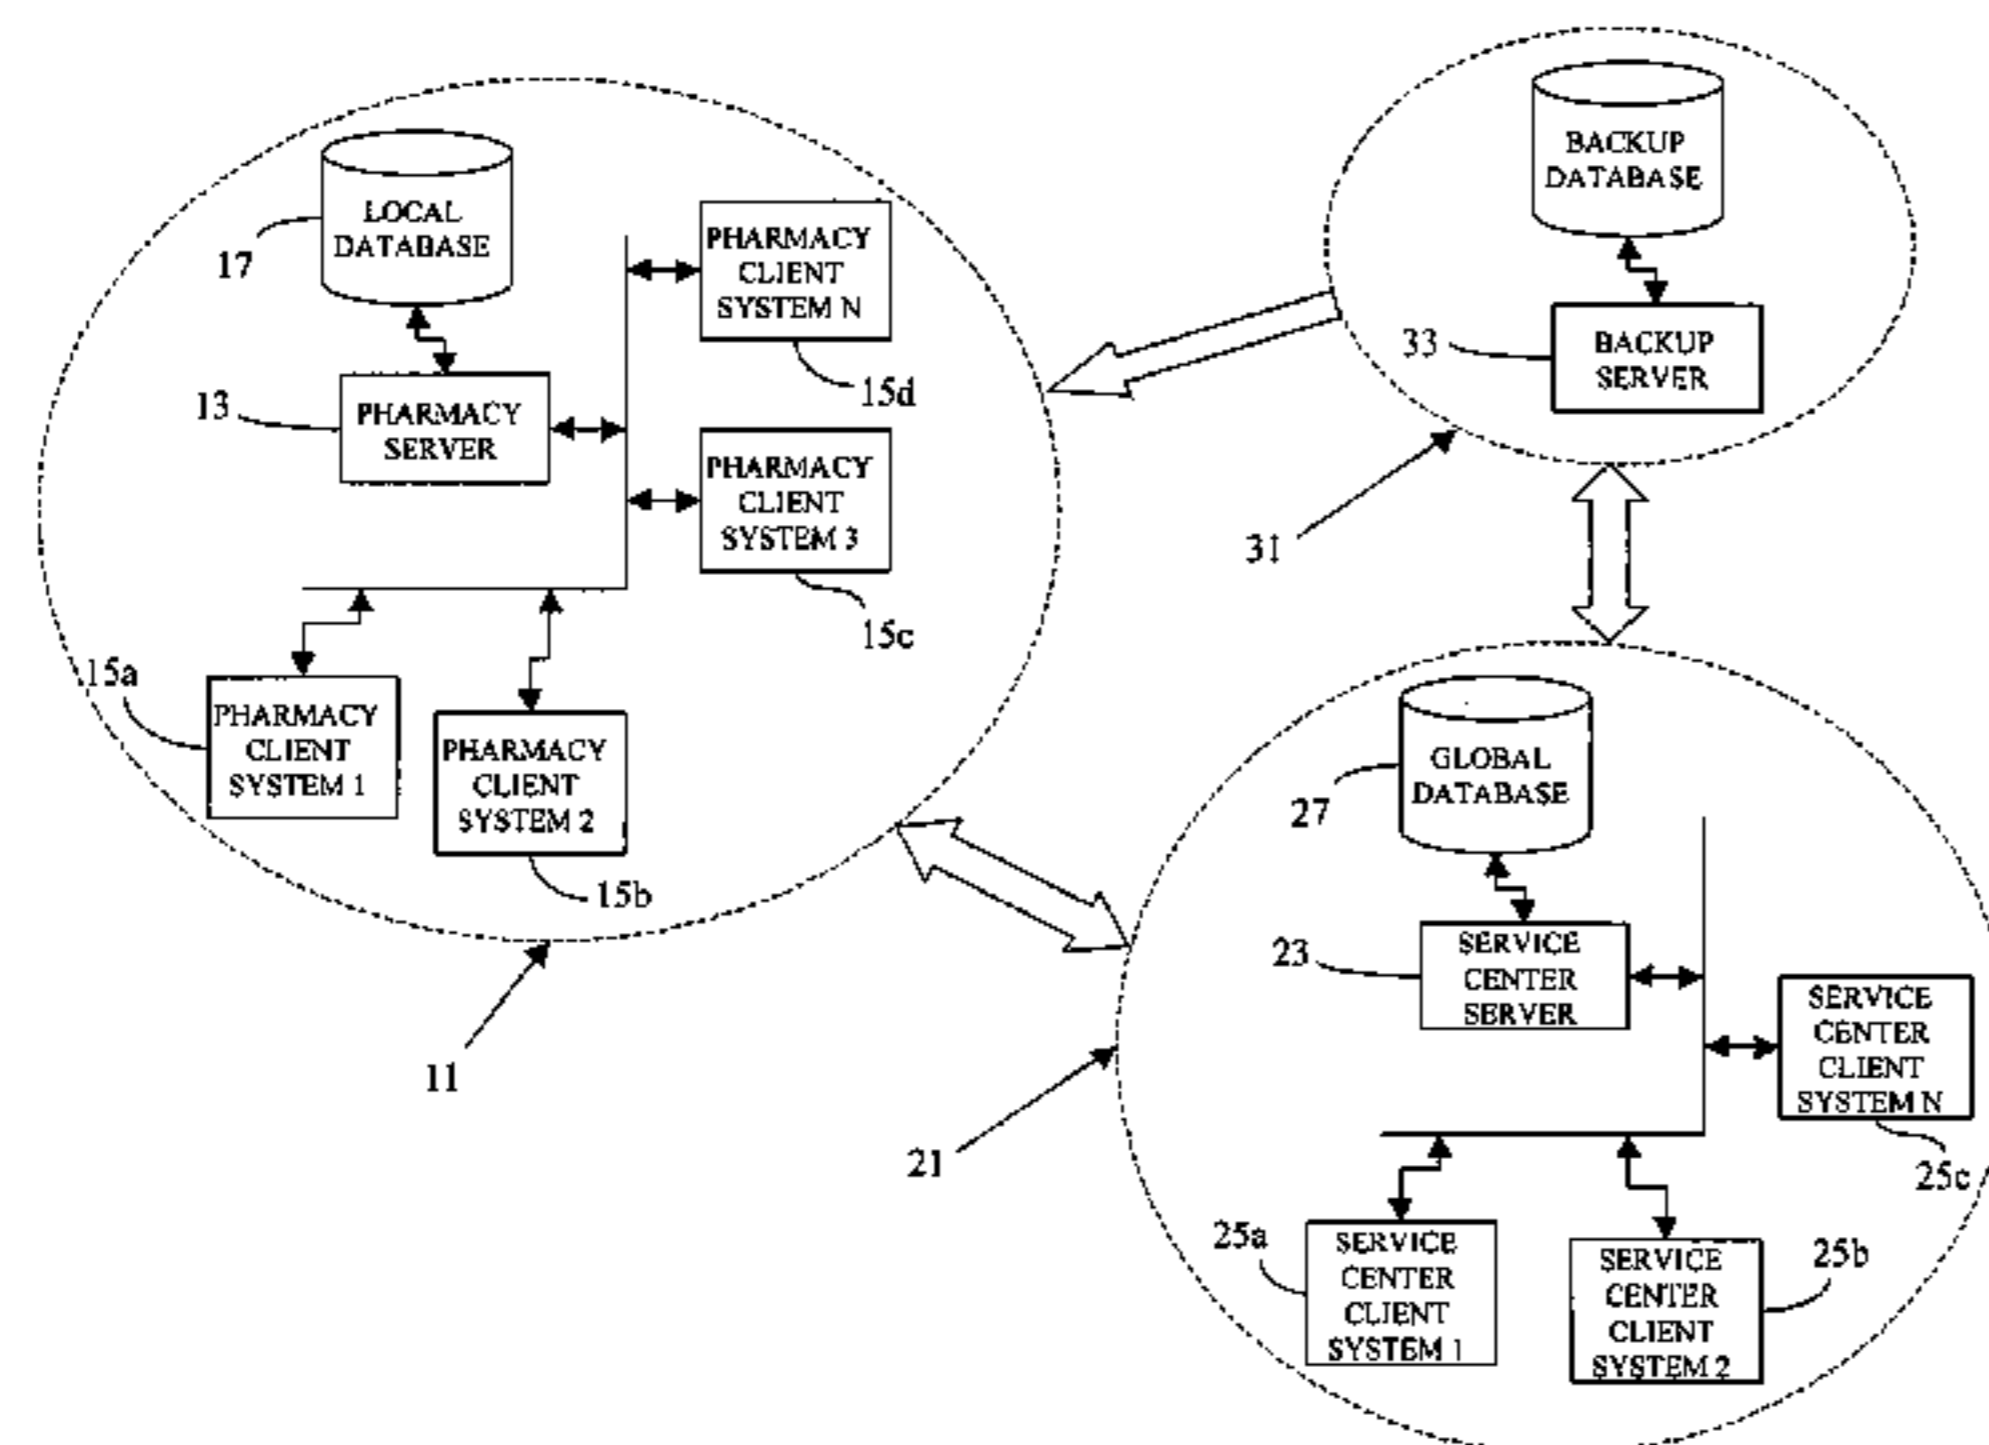 LOCAL
DATABASE
17
PHARMACY
CLIENT
SYSTEM N
15d
13
PHARMACY
SERVER
PHARMACY
CLIENT
SYSTEM 3
15c
15a
PHARMACY
CLIENT
SYSTEM 1
PHARMACY
CLIENT
SYSTEM 2
15b
11
BACKUP
DATABASE
33
BACKUP
SERVER
31
GLOBAL
DATABASE
27
23
SERVICE
CENTER
SERVER
SERVICE
CENTER
CLIENT
SYSTEM N
25c
21
25a
SERVICE
CENTER
CLIENT
SYSTEM 1
SERVICE
CENTER
CLIENT
SYSTEM 2
25b